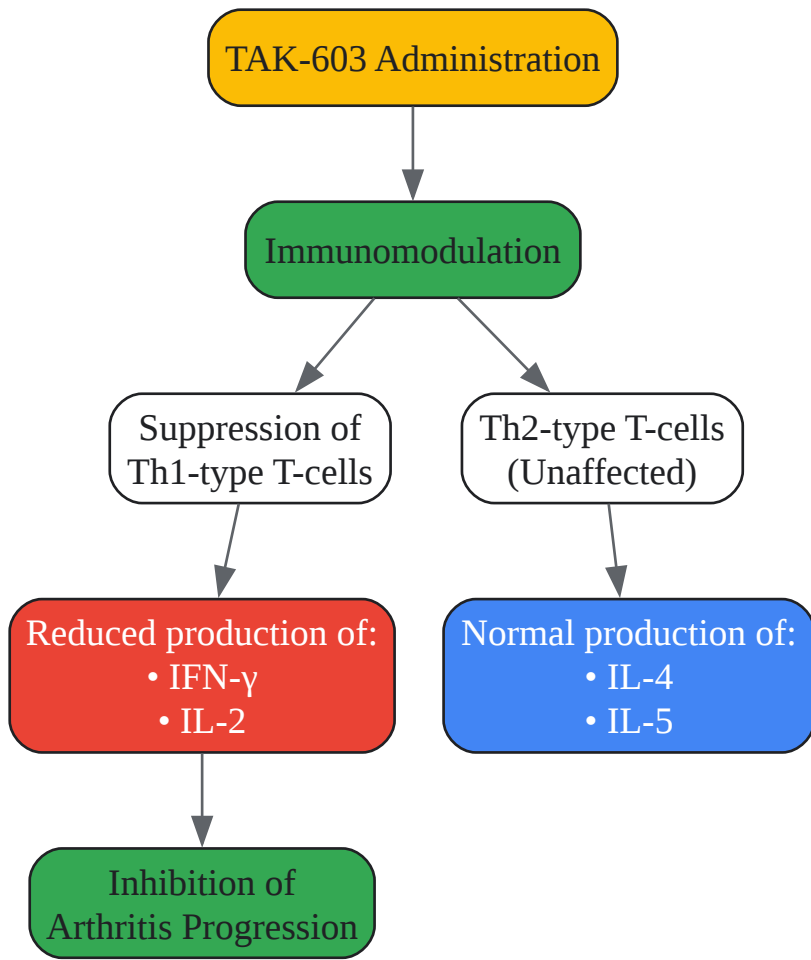 TAK-603 Administration
Immunomodulation
Suppression of
Th1-type T-cells
Th2-type T-cells
(Unaffected)
Reduced production of:
• IFN-γ
• IL-2
Normal production of:
• IL-4
• IL-5
Inhibition of
Arthritis Progression